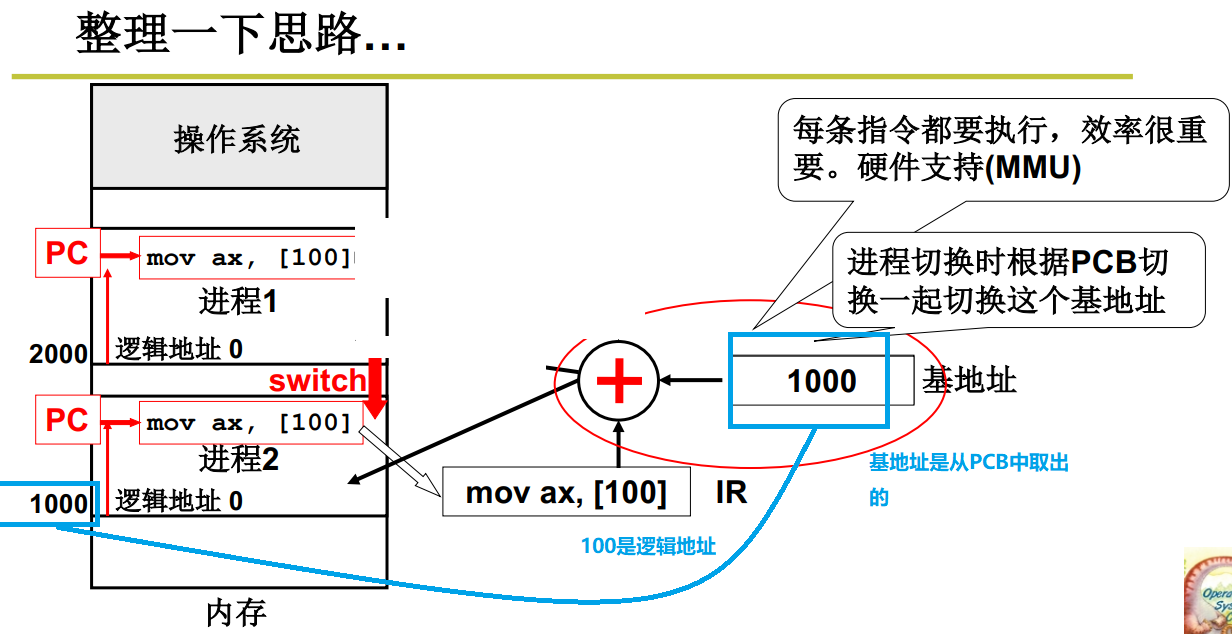 整理一下思路...
操作系统
每条指令都要执行，效率很重
要。硬件支持(MMU)
PC
mov ax, [100]
进程1
进程切换时根据PCB切
换一起切换这个基地址
2000
逻辑地址 0
switch
+
1000
基地址
PC
mov ax, [100]
进程2
基地址是从PCB中取出
的
1000
逻辑地址 0
mov ax, [100]
IR
100是逻辑地址
内存